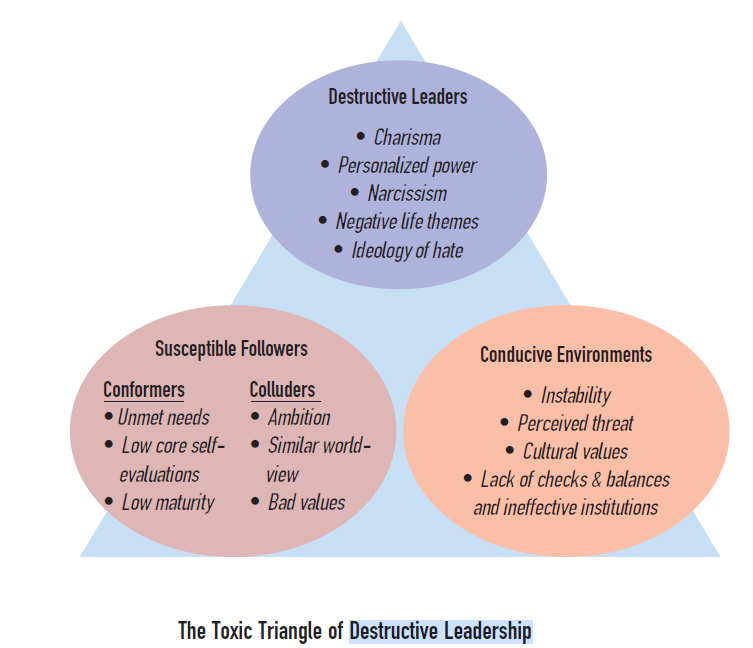 Destructive Leaders
• Charisma
• Personalized power
• Narcissism
• Negative life themes
• Ideology of hate
Susceptible Followers
Conformers
• Unmet needs
• Low core self-
evaluations
• Low maturity
Colluders
• Ambition
• Similar world-
view
• Bad values
Conducive Environments
• Instability
• Perceived threat
• Cultural values
• Lack of checks & balances
and ineffective institutions
The Toxic Triangle of Destructive Leadership